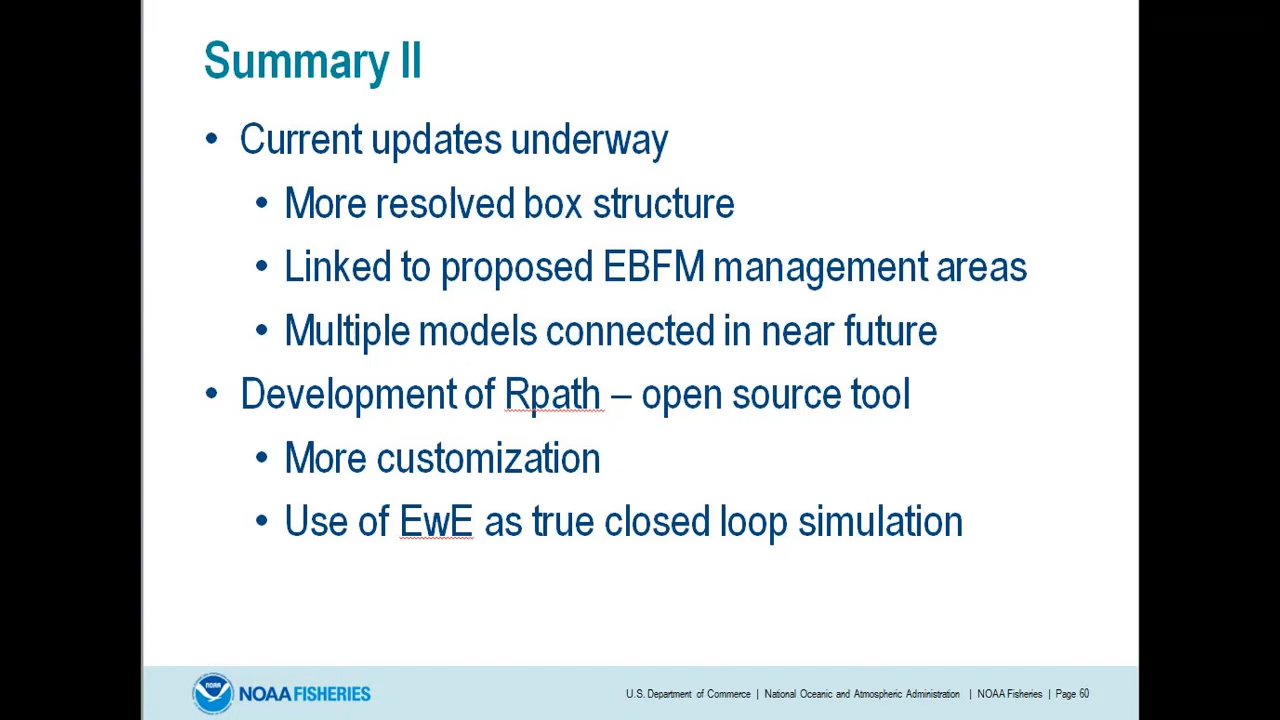 Summary II
• Current updates underway
• More resolved box structure
• Linked to proposed EBFM management areas
• Multiple models connected in near future
• Development of Rpath – open source tool
• More customization
• Use of EwE as true closed loop simulation
NOAA
NOAA FISHERIES
U.S. Department of Commerce | National Oceanic and Atmospheric Administration | NOAA Fisheries | Page 60